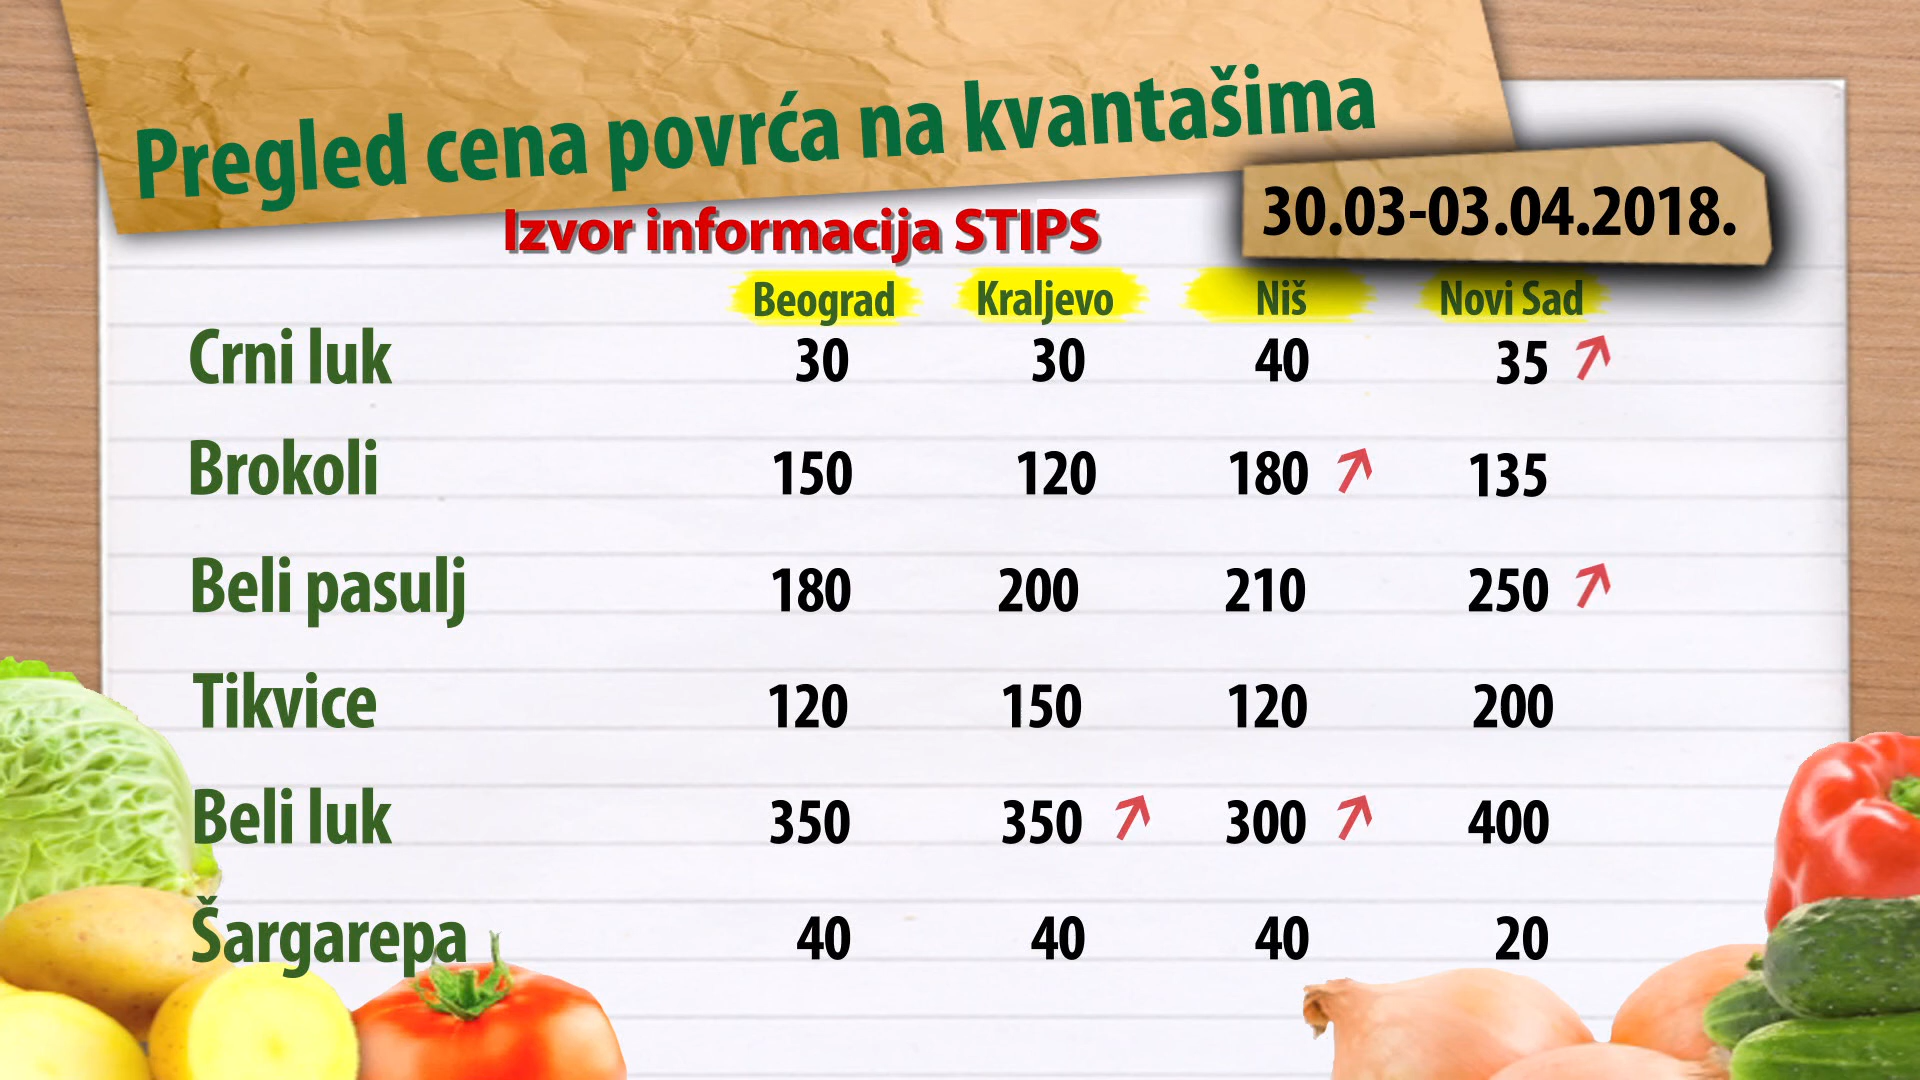 Pregled cena povrća na kvantašima
Izvor informacija STIPS
30.03-03.04.2018.
Beograd Kraljevo Niš Novi Sad
Crni luk 30 30 40 35 ↗
Brokoli 150 120 180 ↗ 135
Beli pasulj 180 200 210 250 ↗
Tikvice 120 150 120 200
Beli luk 350 350 ↗ 300 ↗ 400
Šargarepa 40 40 40 20